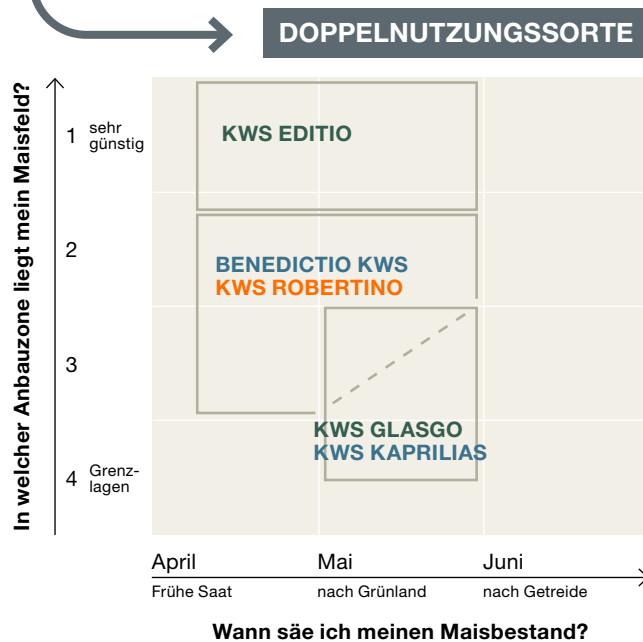 DOPPELNUTZUNGSSORTE
In welcher Anbauzone liegt mein Maisfeld?
1 sehr
günstig
KWS EDITIO
2
BENEDICTIO KWS
KWS ROBERTINO
3
KWS GLASGO
KWS KAPRILIAS
4 Grenz-
lagen
April Mai Juni
Frühe Saat nach Grünland nach Getreide
Wann säe ich meinen Maisbestand?